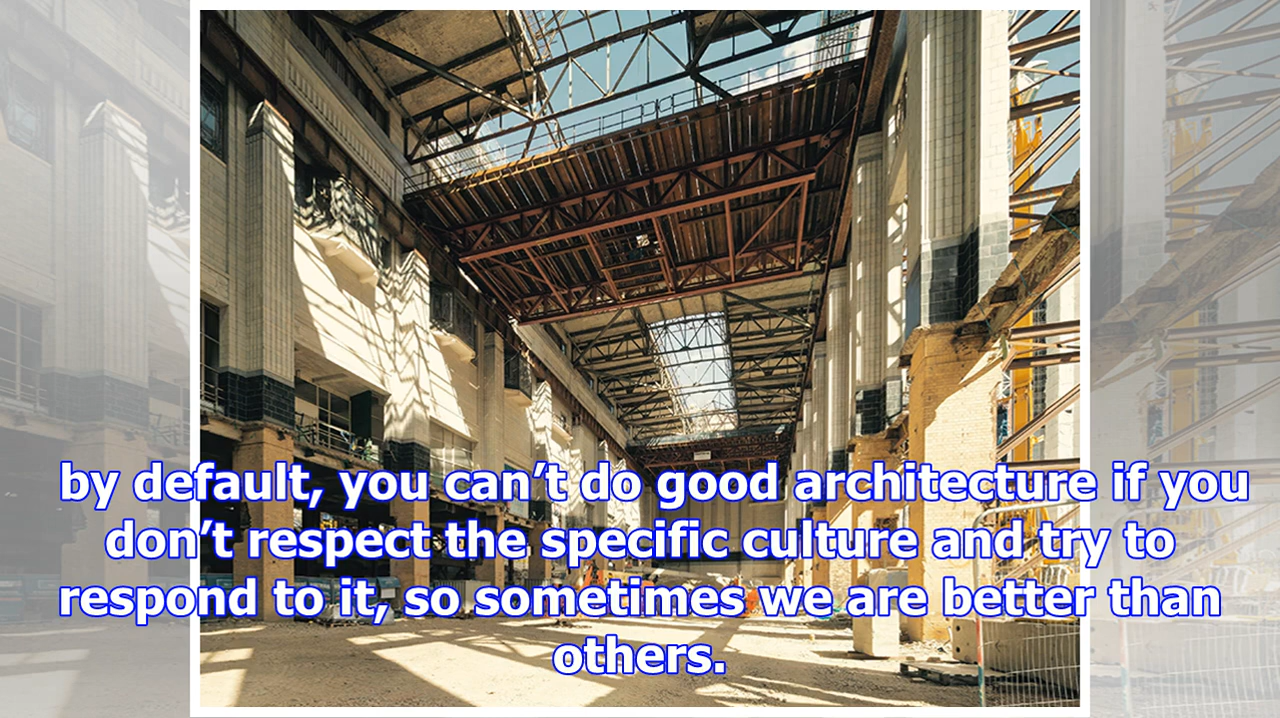 by default, you can’t do good architecture if you
don’t respect the specific culture and try to
respond to it, so sometimes we are better than
others.